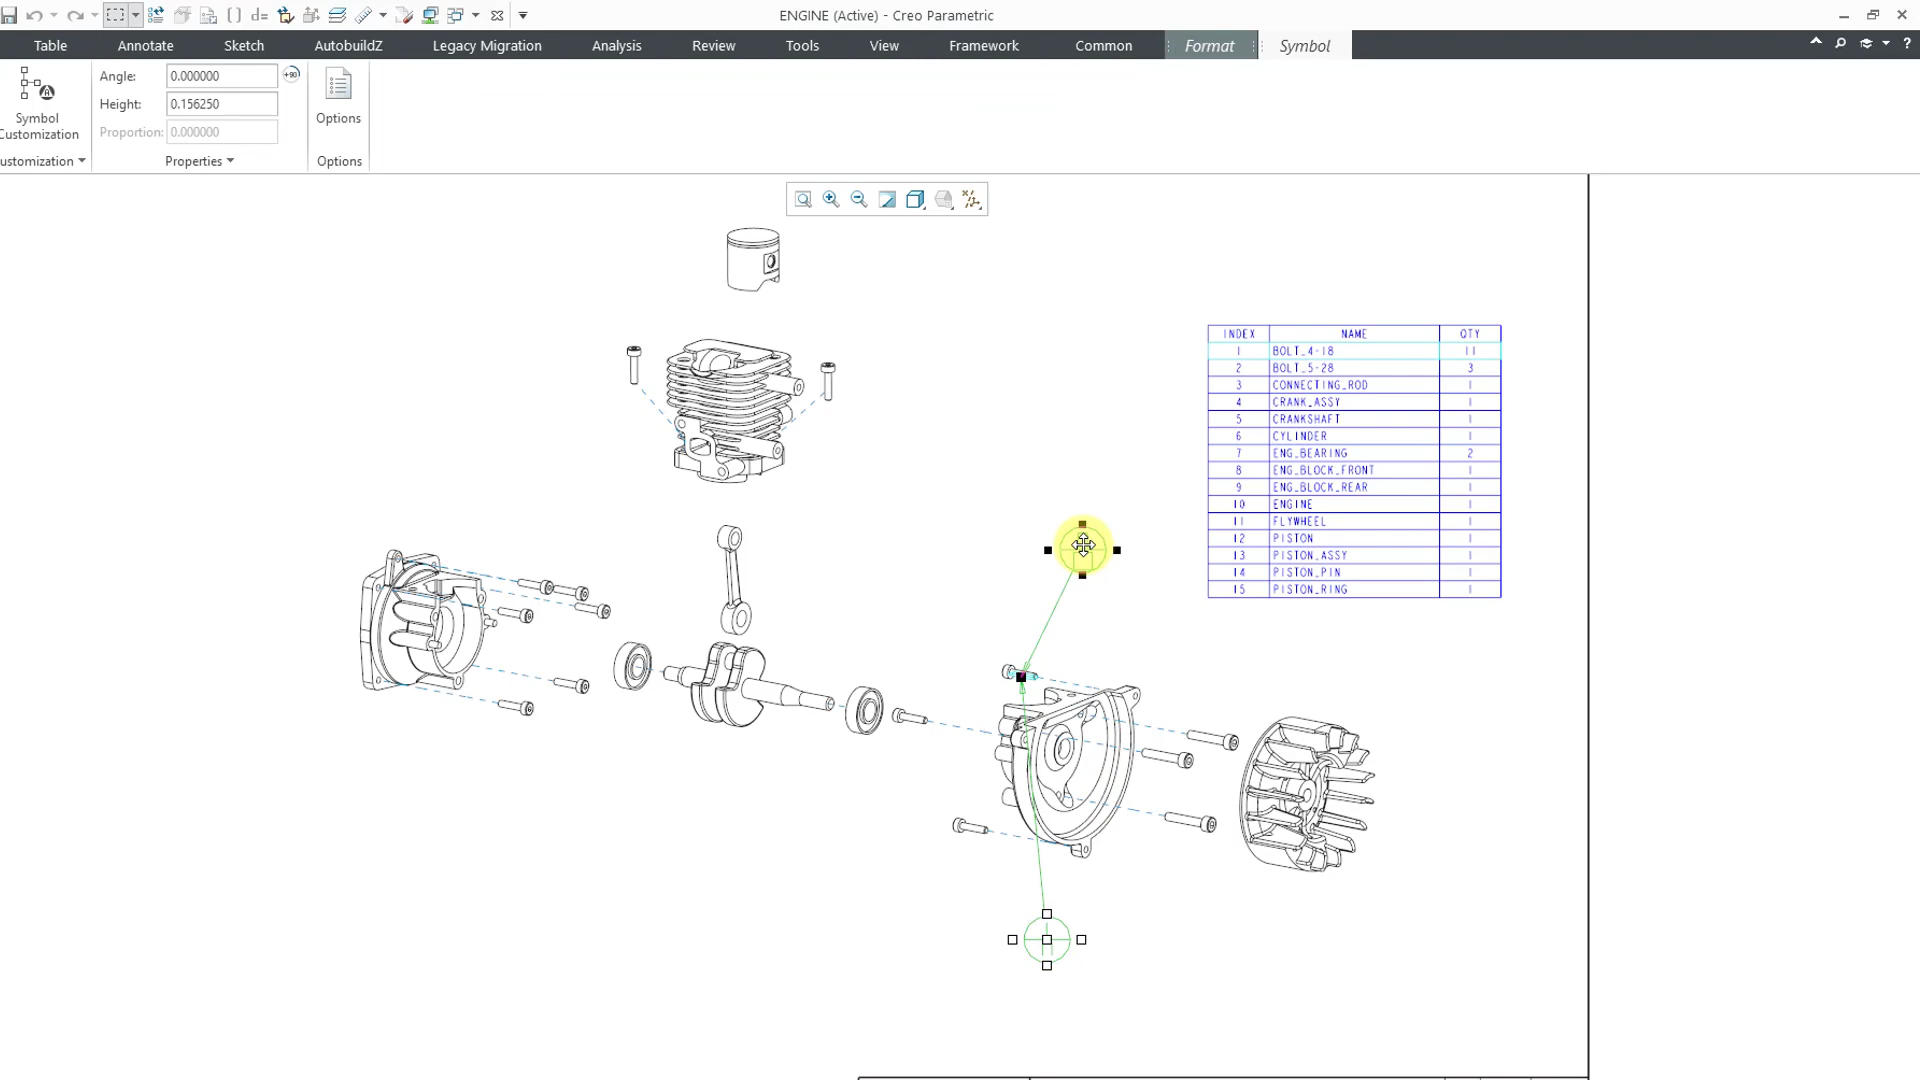 ENGINE (Active) - Creo Parametric
Table Annotate Sketch AutobuildZ Legacy Migration Analysis Review Tools View Framework Common Format Symbol
Angle: 0.000000
Height: 0.156250
Proportion: 0.000000
Symbol
Customization
Options
ustomization Properties Options
INDEX NAME QTY
1 BOLT_4-18 11
2 BOLT_5-28 3
3 CONNECTING_ROD 1
4 CRANK_ASSY 1
5 CRANKSHAFT 1
6 CYLINDER 1
7 ENG_BEARING 2
8 ENG_BLOCK_FRONT 1
9 ENG_BLOCK_REAR 1
10 ENGINE 1
11 FLYWHEEL 1
12 PISTON 1
13 PISTON_ASSY 1
14 PISTON_PIN 1
15 PISTON_RING 1